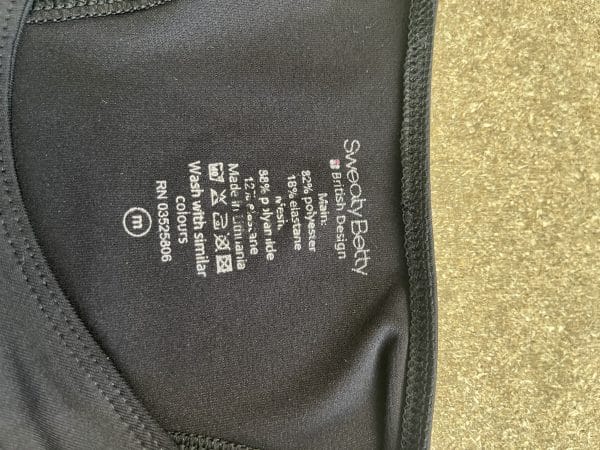 Sweaty Betty
British Design
Main:
82% polyester
18% elastane
Mesh:
88% polyamide
12% elastane
Made in Lithuania
Wash with similar
colours
RN 03525806
m